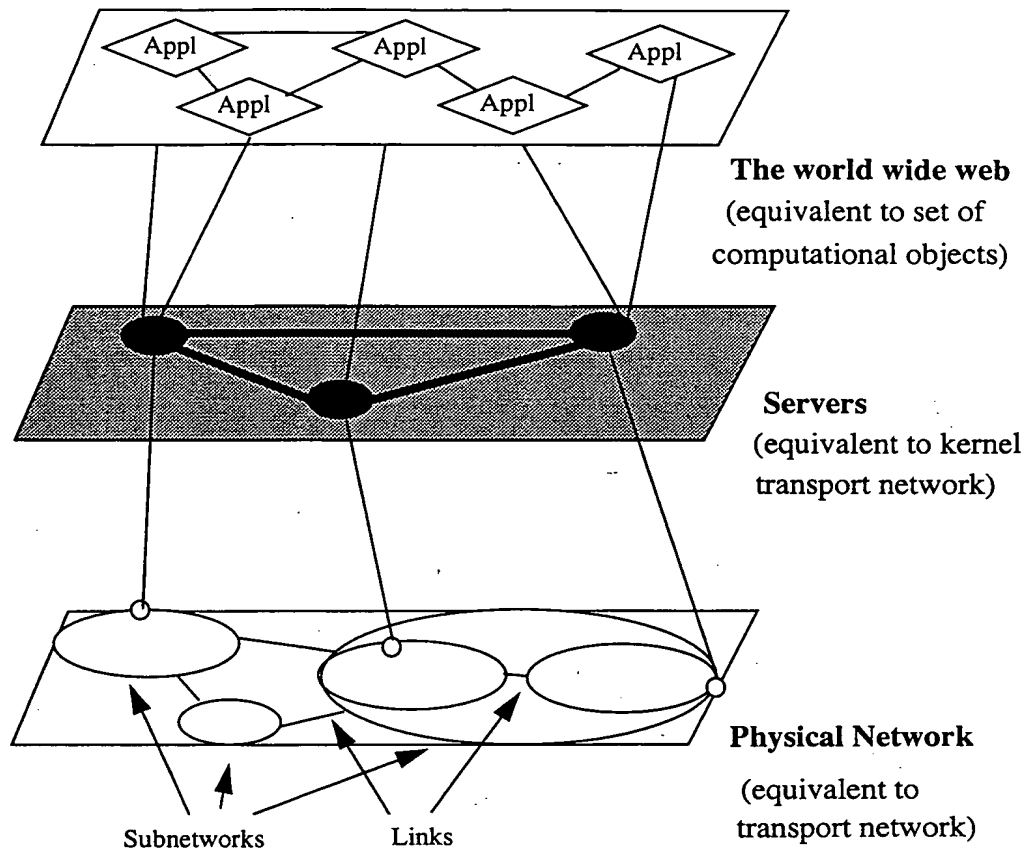 Appl
Appl
Appl
Appl
Appl
The world wide web
(equivalent to set of
computational objects)
Servers
(equivalent to kernel
transport network)
Physical Network
(equivalent to
transport network)
Subnetworks
Links